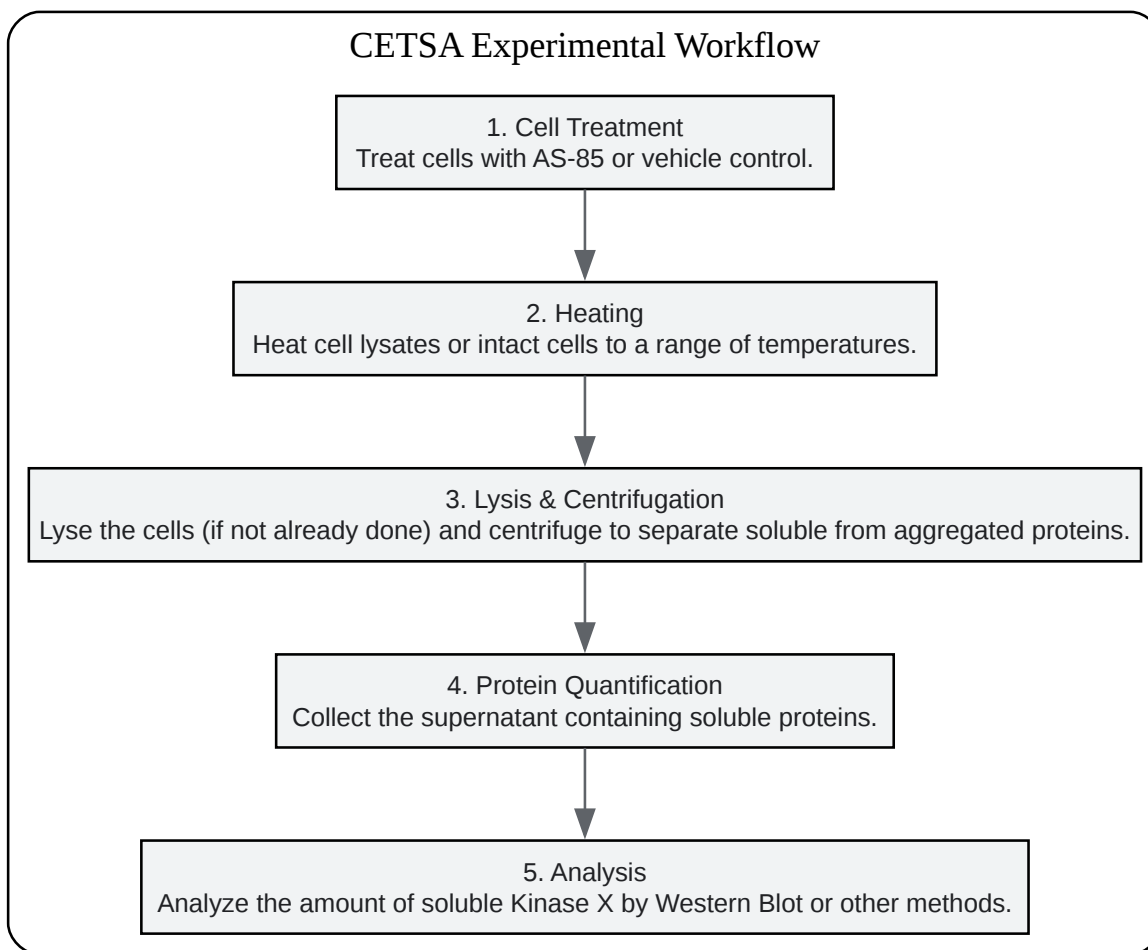 CETSA Experimental Workflow
1. Cell Treatment
Treat cells with AS-85 or vehicle control.
2. Heating
Heat cell lysates or intact cells to a range of temperatures.
3. Lysis & Centrifugation
Lyse the cells (if not already done) and centrifuge to separate soluble from aggregated proteins.
4. Protein Quantification
Collect the supernatant containing soluble proteins.
5. Analysis
Analyze the amount of soluble Kinase X by Western Blot or other methods.